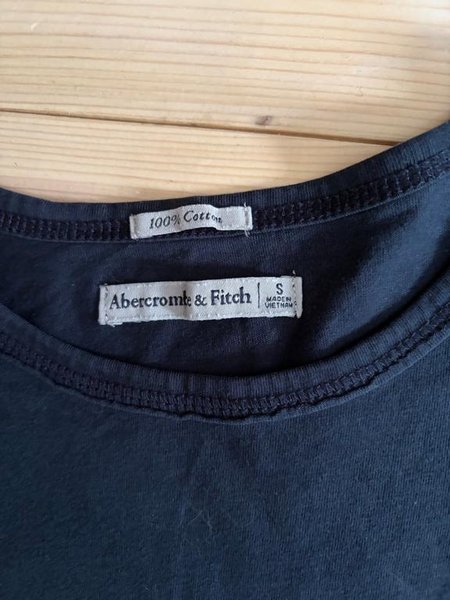 100% Cotton
Abercrombie & Fitch
S
MADE IN
VIETNAM